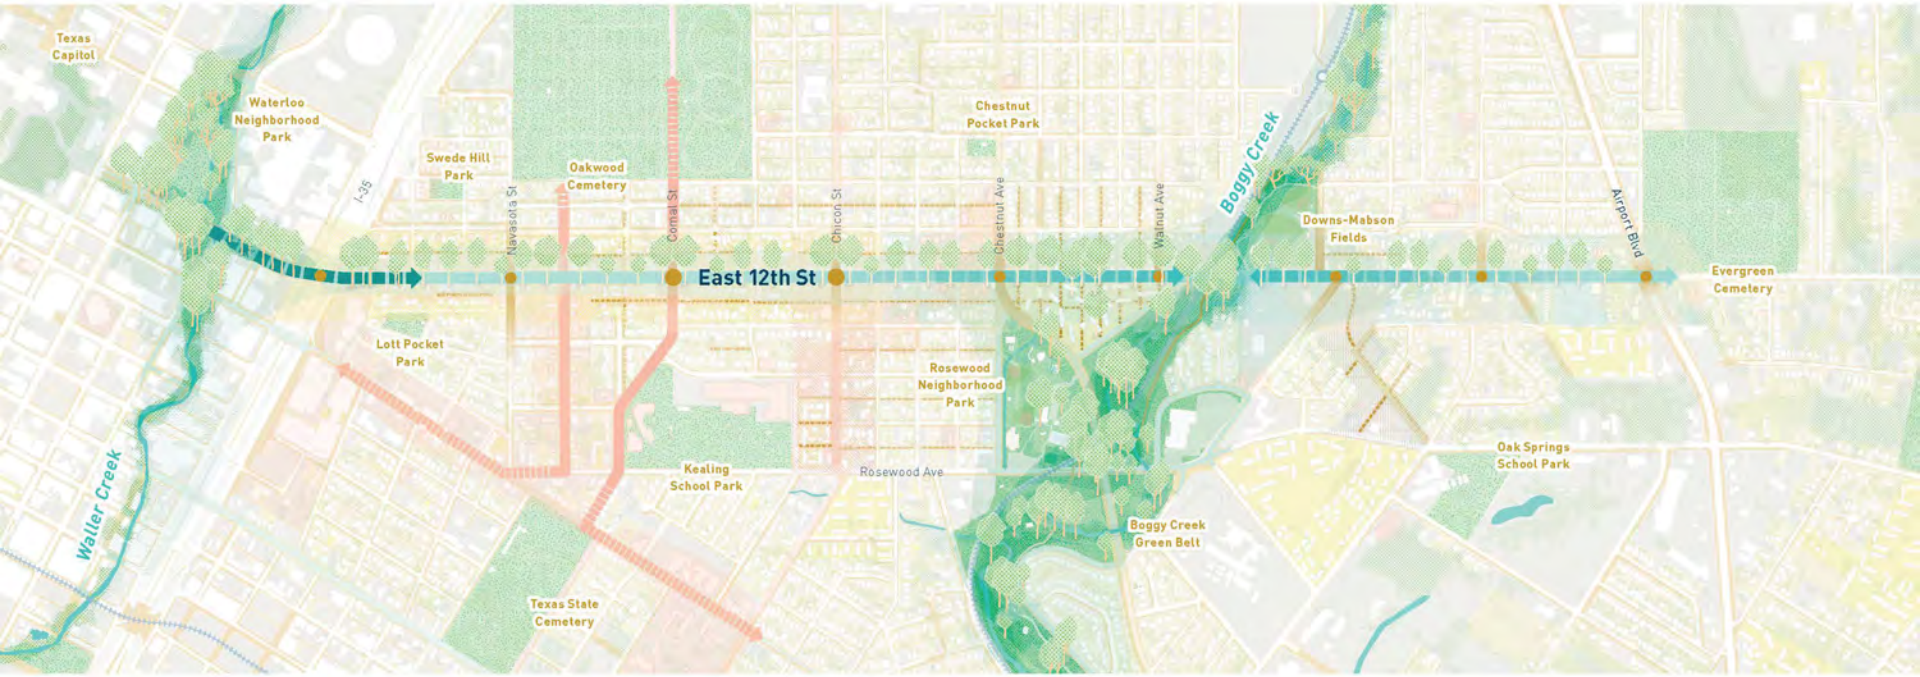 Texas
Capitol
Waterloo
Neighborhood
Park
I-35
Swede Hill
Park
Navasota St
Oakwood
Cemetery
Comal St
Chicon St
Chestnut
Pocket Park
Chestnut Ave
Walnut Ave
Boggy Creek
Downs-Mabson
Fields
Airport Blvd
East 12th St
Evergreen
Cemetery
Lott Pocket
Park
Rosewood
Neighborhood
Park
Waller Creek
Kealing
School Park
Rosewood Ave
Oak Springs
School Park
Boggy Creek
Green Belt
Texas State
Cemetery